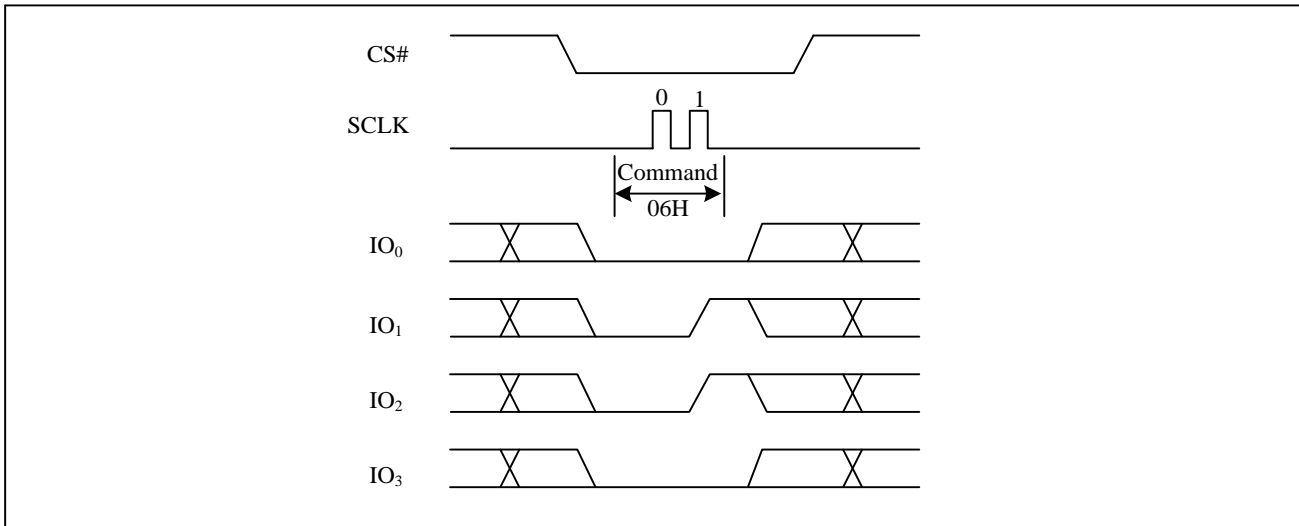 CS#
0 1
SCLK
Command
06H
IO₀
IO₁
IO₂
IO₃